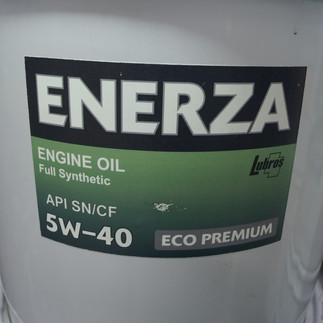 ENERZA
ENGINE OIL
Full Synthetic
Lubros
API SN/CF
5W-40
ECO PREMIUM